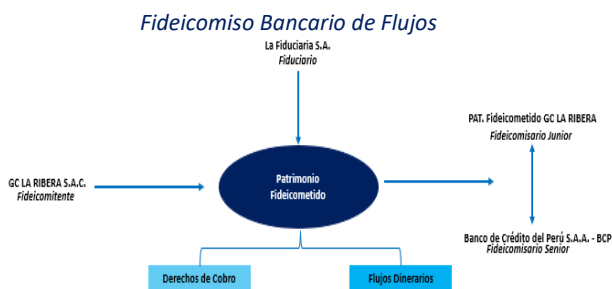 Fideicomiso Bancario de Flujos
La Fiduciaria S.A.
Fiduciario
PAT. Fideicometido GC LA RIBERA
Fideicomisario Junior
GC LA RIBERA S.A.C.
Fideicomitente
Patrimonio
Fideicometido
Banco de Crédito del Perú S.A.A. - BCP
Fideicomisario Senior
Derechos de Cobro
Flujos Dinerarios